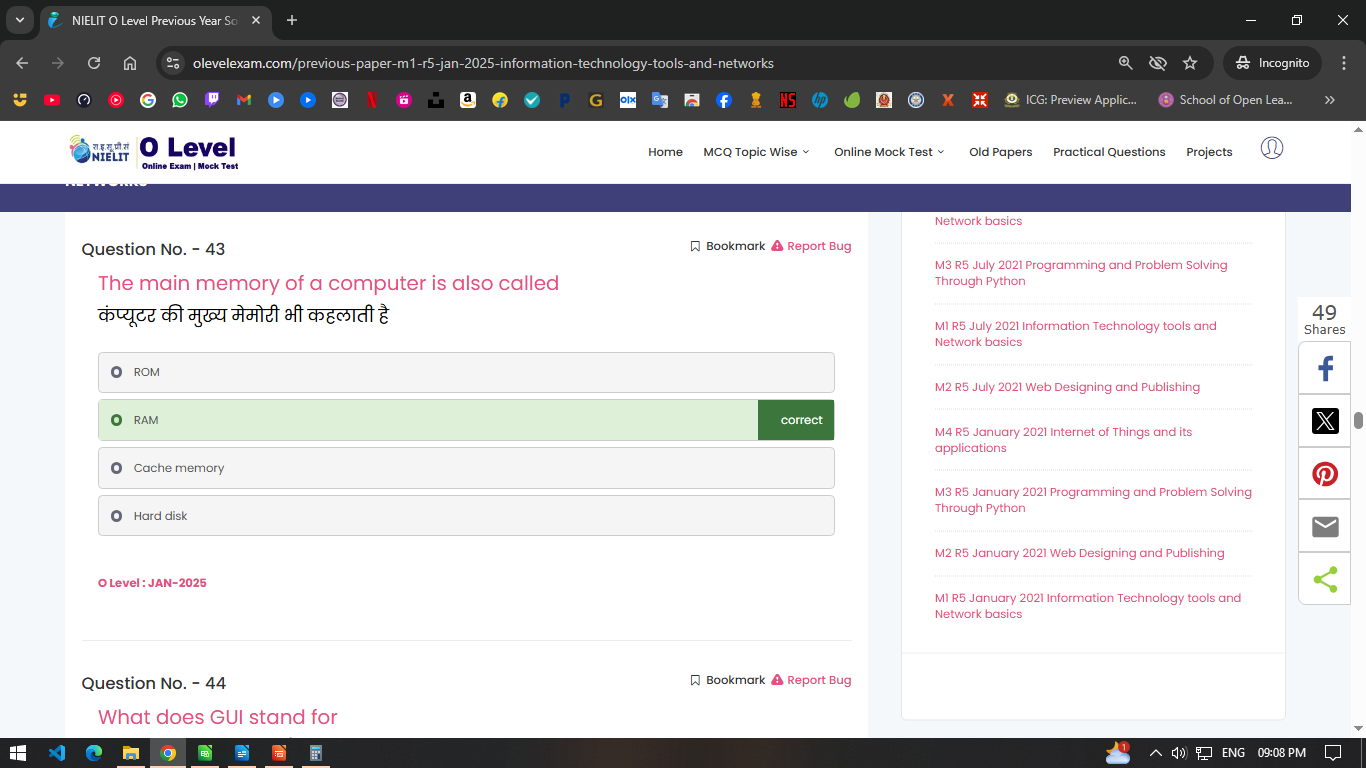 NIELIT O Level Previous Year So
olevelexam.com/previous-paper-m1-r5-jan-2025-information-technology-tools-and-networks
Incognito
ICG: Preview Applic...
School of Open Lea...
रा.इ.सू.प्रौ.सं
NIELIT
O Level
Online Exam | Mock Test
Home
MCQ Topic Wise
Online Mock Test
Old Papers
Practical Questions
Projects
NETWORKS
Question No. - 43
Bookmark
Report Bug
The main memory of a computer is also called
कंप्यूटर की मुख्य मेमोरी भी कहलाती है
ROM
RAM
correct
Cache memory
Hard disk
O Level : JAN-2025
Question No. - 44
Bookmark
Report Bug
What does GUI stand for
Network basics
M3 R5 July 2021 Programming and Problem Solving
Through Python
M1 R5 July 2021 Information Technology tools and
Network basics
M2 R5 July 2021 Web Designing and Publishing
M4 R5 January 2021 Internet of Things and its
applications
M3 R5 January 2021 Programming and Problem Solving
Through Python
M2 R5 January 2021 Web Designing and Publishing
M1 R5 January 2021 Information Technology tools and
Network basics
49
Shares
1
ENG
09:08 PM